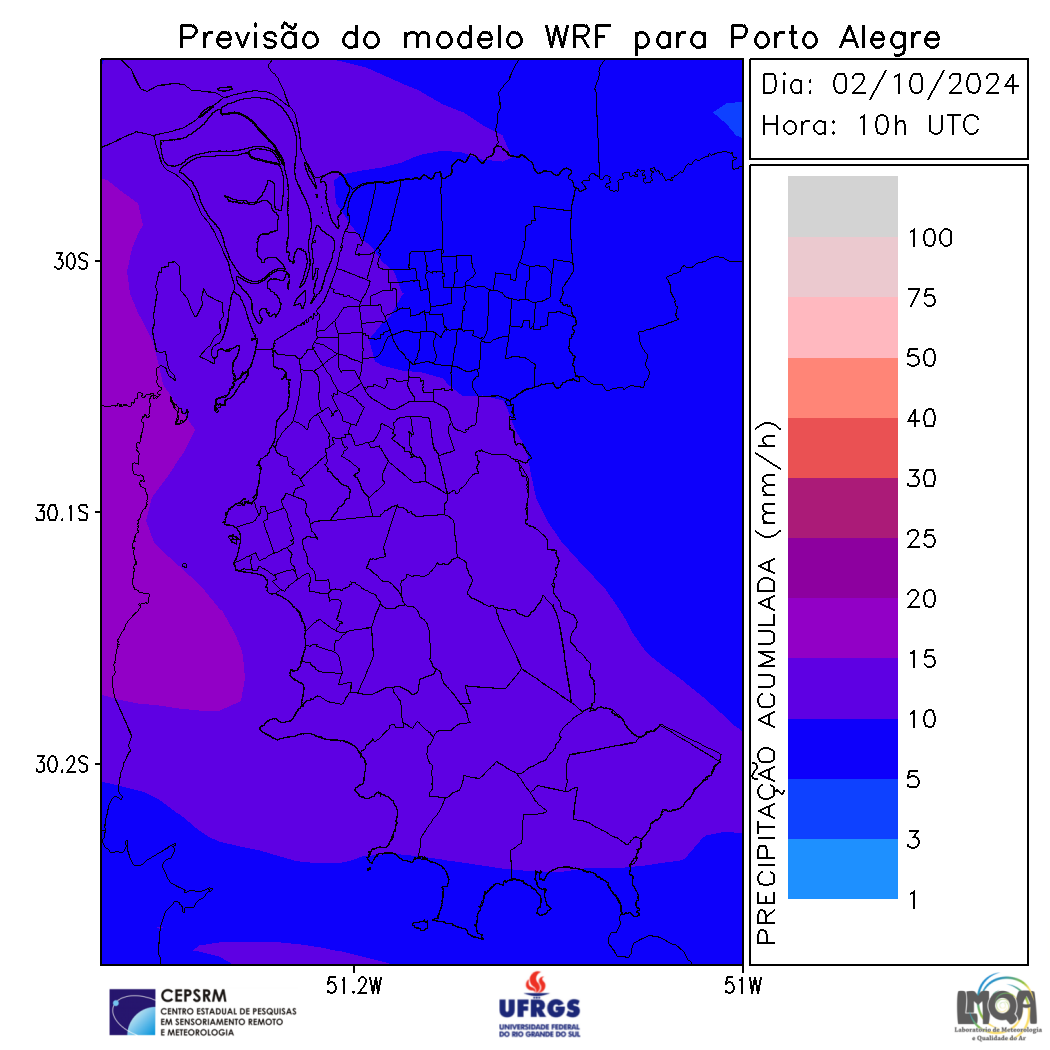 Previsão do modelo WRF para Porto Alegre
Dia: 02/10/2024
Hora: 10h UTC
30S
30.1S
30.2S
51.2W
51W
PRECIPITAÇÃO ACUMULADA (mm/h)
100
75
50
40
30
25
20
15
10
5
3
1
CEPSRM
CENTRO ESTADUAL DE PESQUISAS
EM SENSORIAMENTO REMOTO
E METEOROLOGIA
UFRGS
UNIVERSIDADE FEDERAL
DO RIO GRANDE DO SUL
LMQA
Laboratório de Meteorologia
e Qualidade do Ar